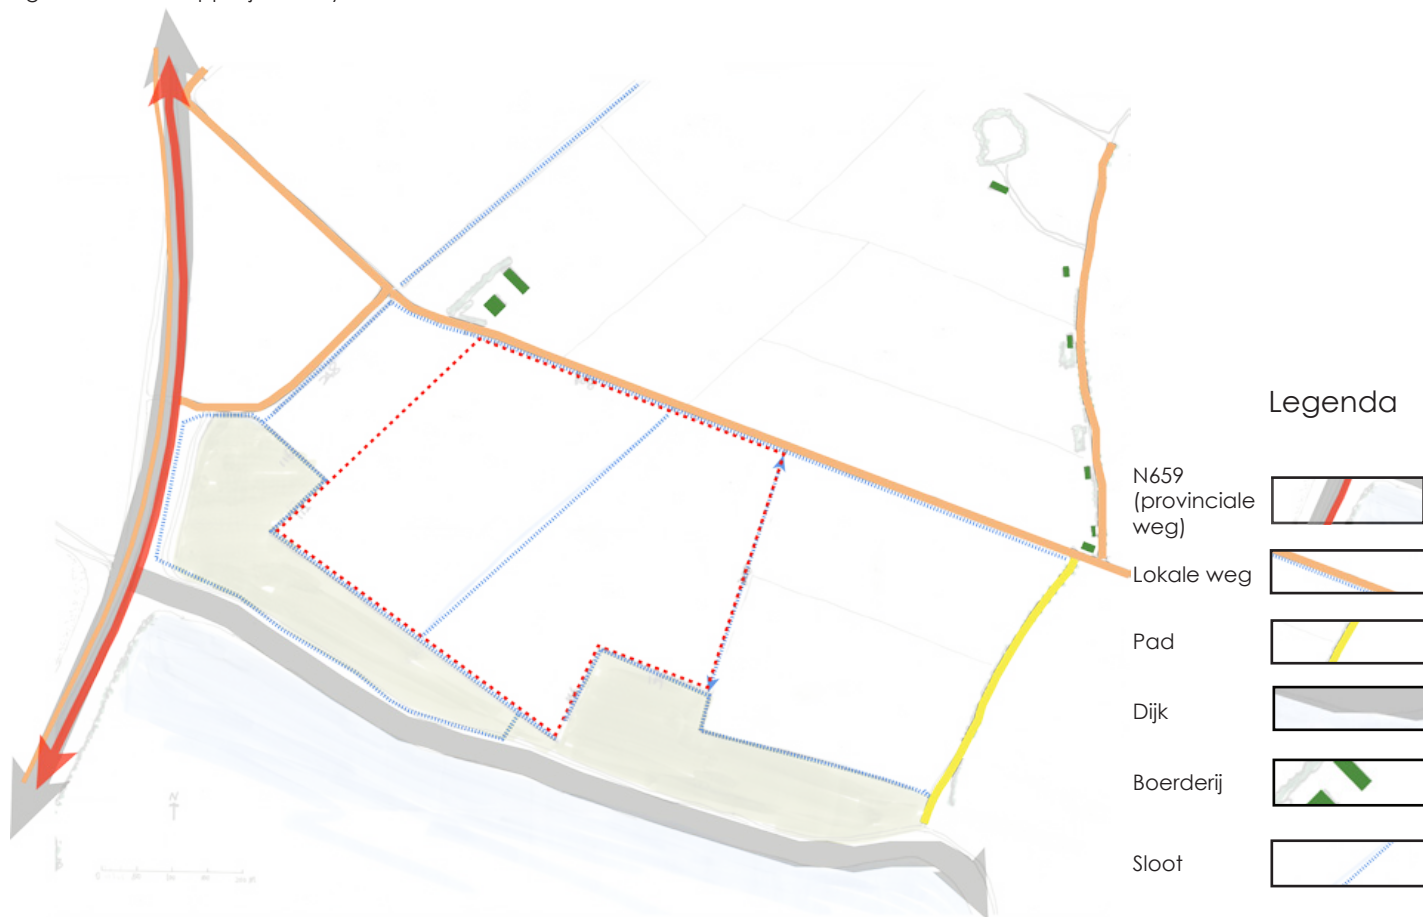 Legenda
N659
(provinciale
weg)
Lokale weg
Pad
Dijk
Boerderij
Sloot
N